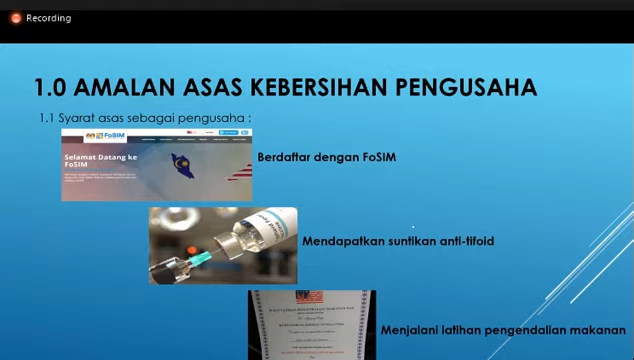 Recording
1.0 AMALAN ASAS KEBERSIHAN PENGUSAHA
1.1 Syarat asas sebagai pengusaha :
FoSIM
Selamat Datang ke
FoSIM
Berdaftar dengan FoSIM
Mendapatkan suntikan anti-tifoid
Menjalani latihan pengendalian makanan